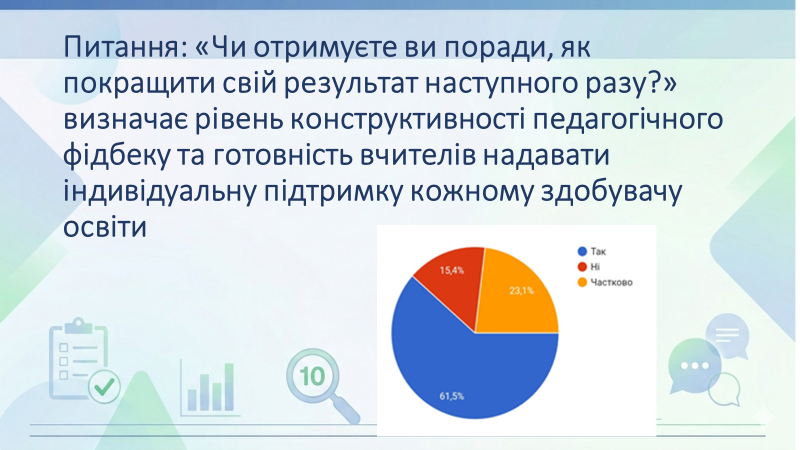 Питання: «Чи отримуєте ви поради, як
покращити свій результат наступного разу?»
визначає рівень конструктивності педагогічного
фідбеку та готовність вчителів надавати
індивідуальну підтримку кожному здобувачу
освіти
Так
Ні
Частково
15,4%
23,1%
61,5%
10